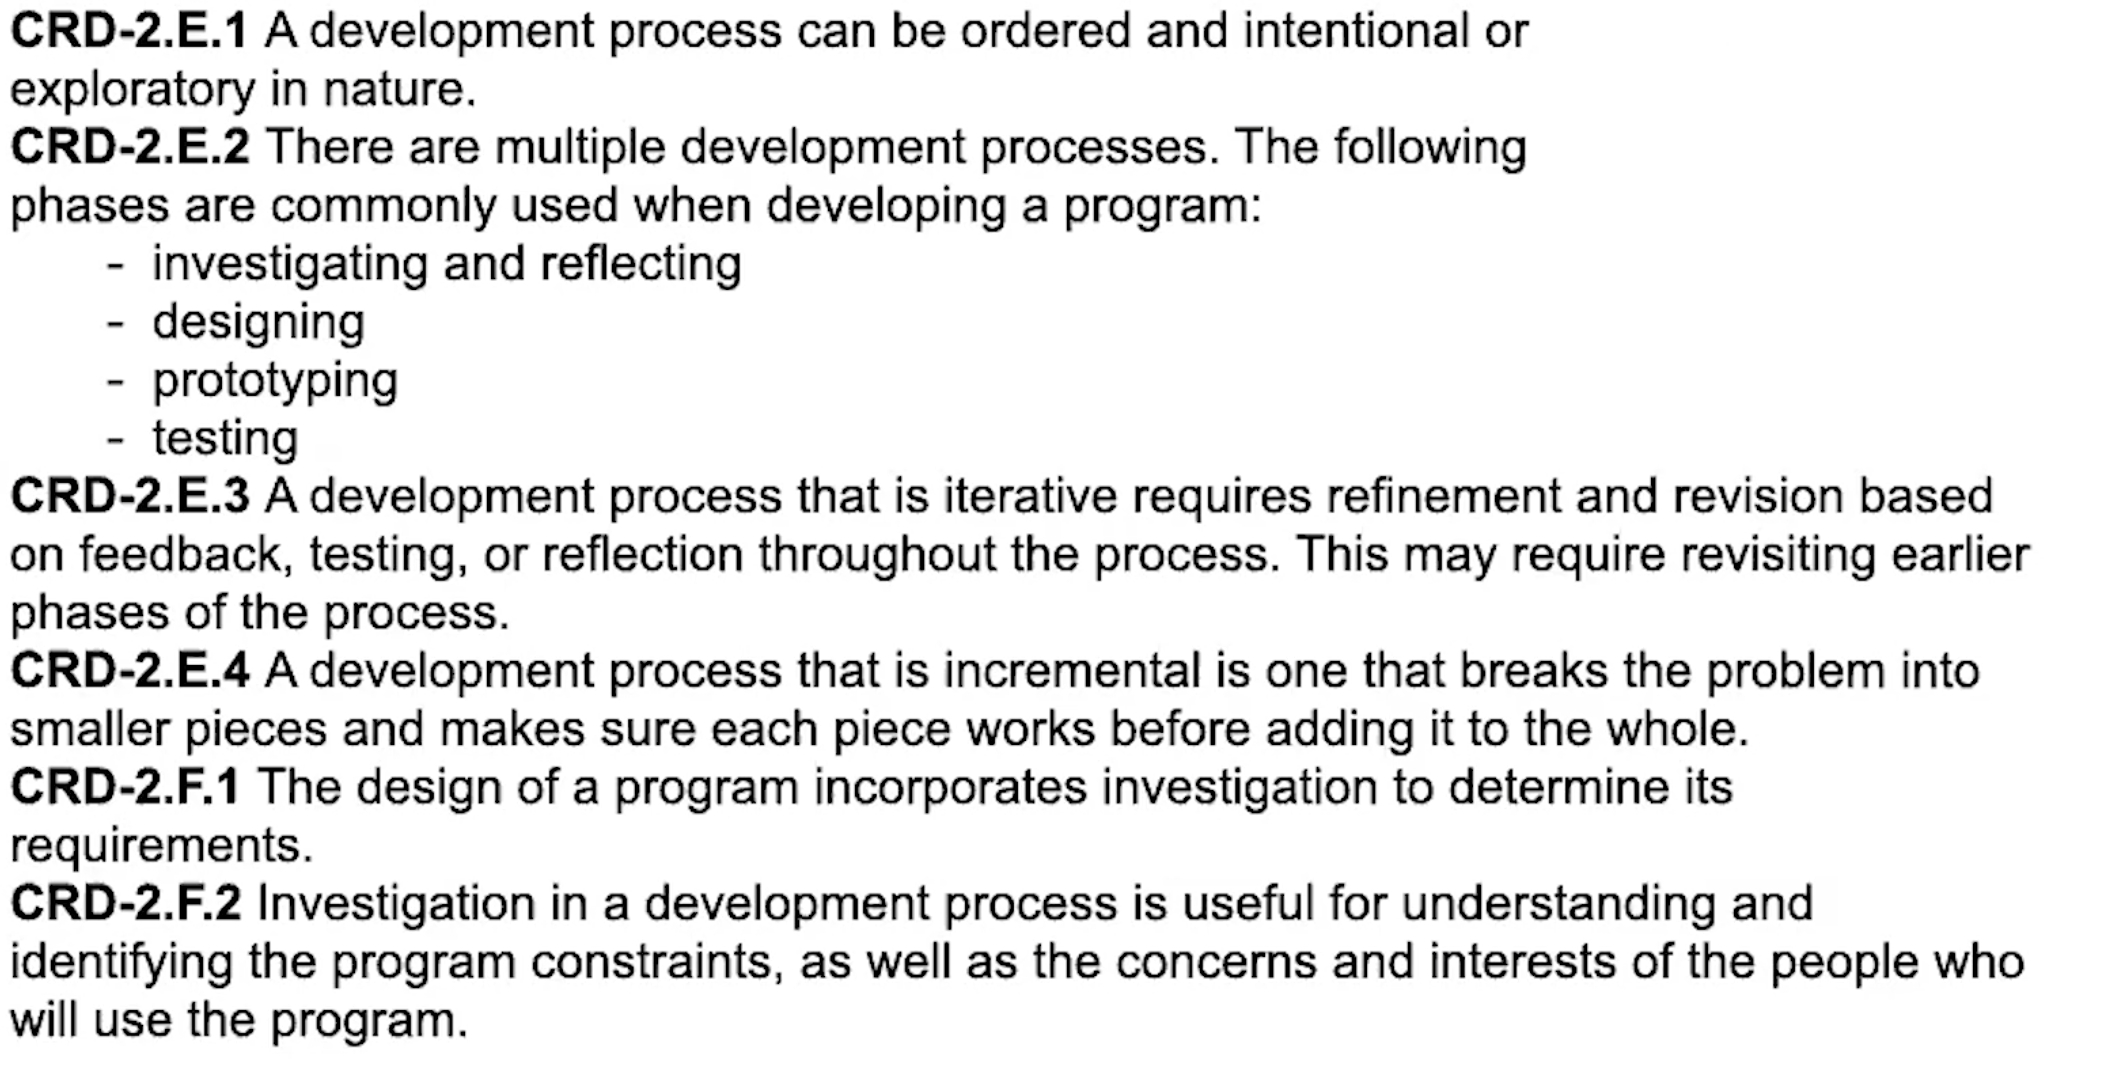 CRD-2.E.1 A development process can be ordered and intentional or
exploratory in nature.
CRD-2.E.2 There are multiple development processes. The following
phases are commonly used when developing a program:
- investigating and reflecting
- designing
- prototyping
- testing
CRD-2.E.3 A development process that is iterative requires refinement and revision based
on feedback, testing, or reflection throughout the process. This may require revisiting earlier
phases of the process.
CRD-2.E.4 A development process that is incremental is one that breaks the problem into
smaller pieces and makes sure each piece works before adding it to the whole.
CRD-2.F.1 The design of a program incorporates investigation to determine its
requirements.
CRD-2.F.2 Investigation in a development process is useful for understanding and
identifying the program constraints, as well as the concerns and interests of the people who
will use the program.